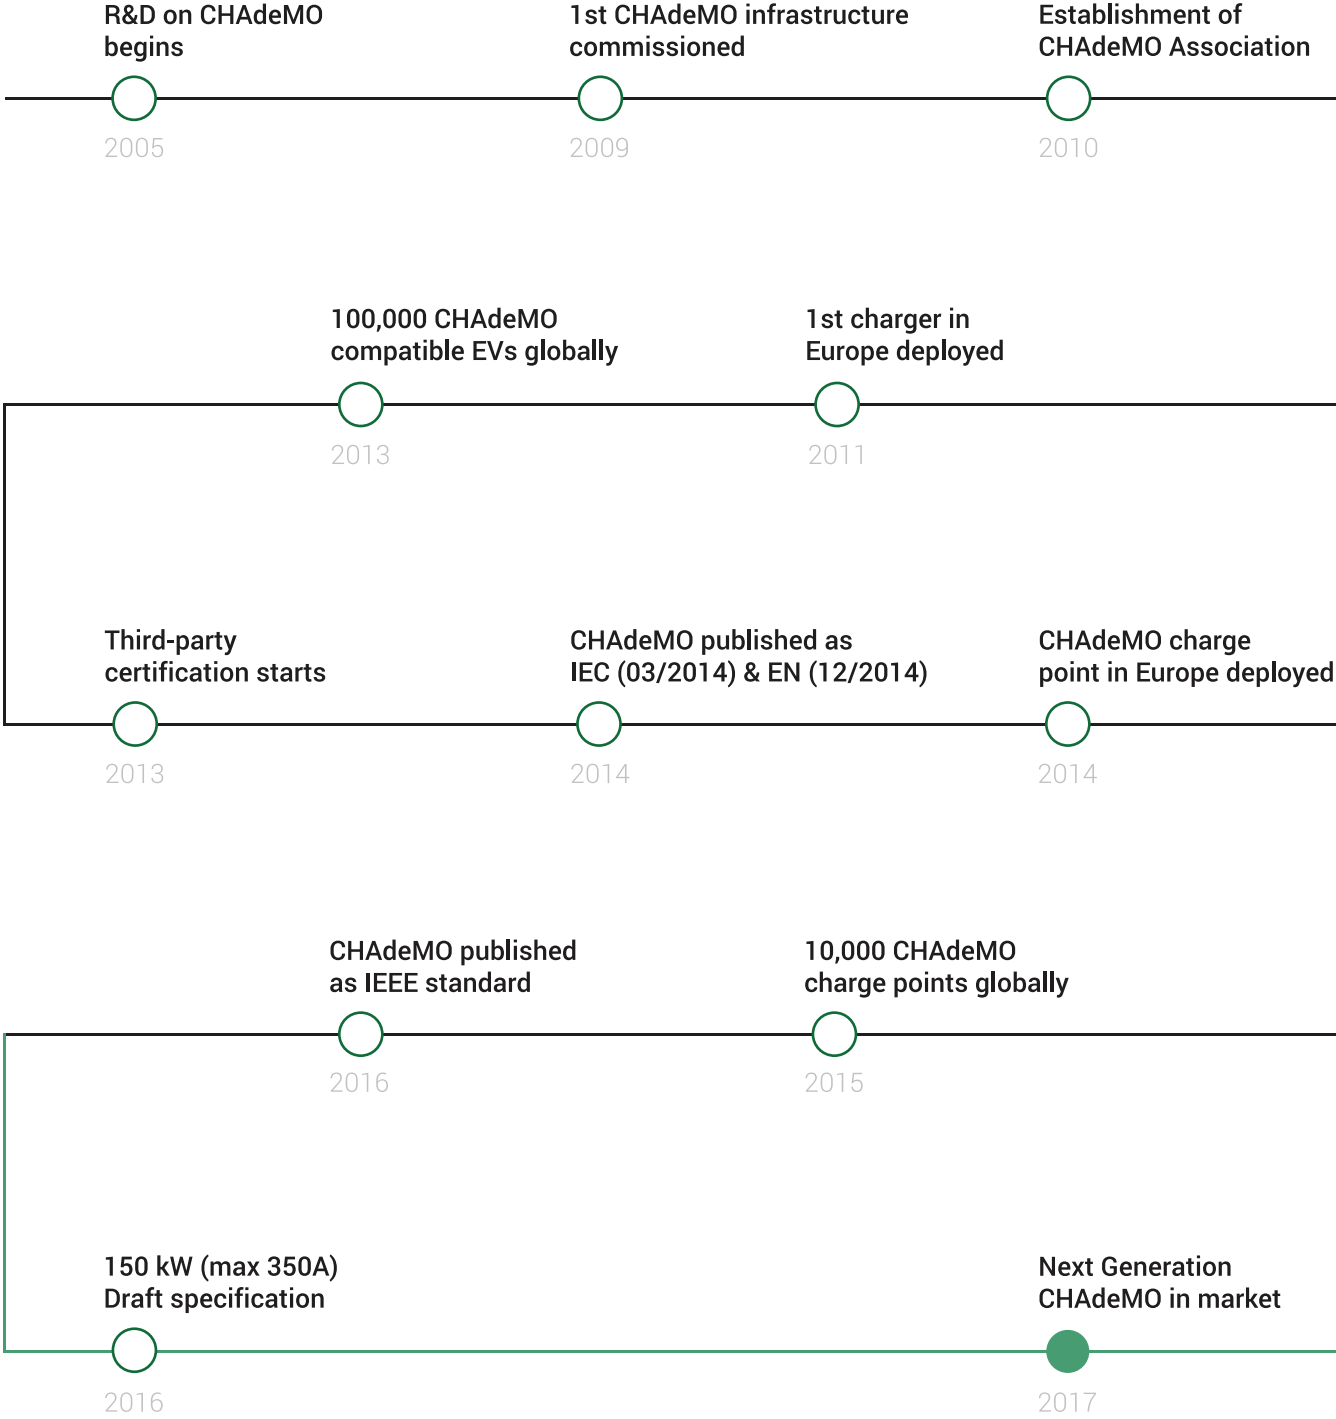 R&D on CHAdeMO
begins
2005
1st CHAdeMO infrastructure
commissioned
2009
Establishment of
CHAdeMO Association
2010
100,000 CHAdeMO
compatible EVs globally
2013
1st charger in
Europe deployed
2011
Third-party
certification starts
2013
CHAdeMO published as
IEC (03/2014) & EN (12/2014)
2014
CHAdeMO charge
point in Europe deployed
2014
CHAdeMO published
as IEEE standard
2016
10,000 CHAdeMO
charge points globally
2015
150 kW (max 350A)
Draft specification
2016
Next Generation
CHAdeMO in market
2017